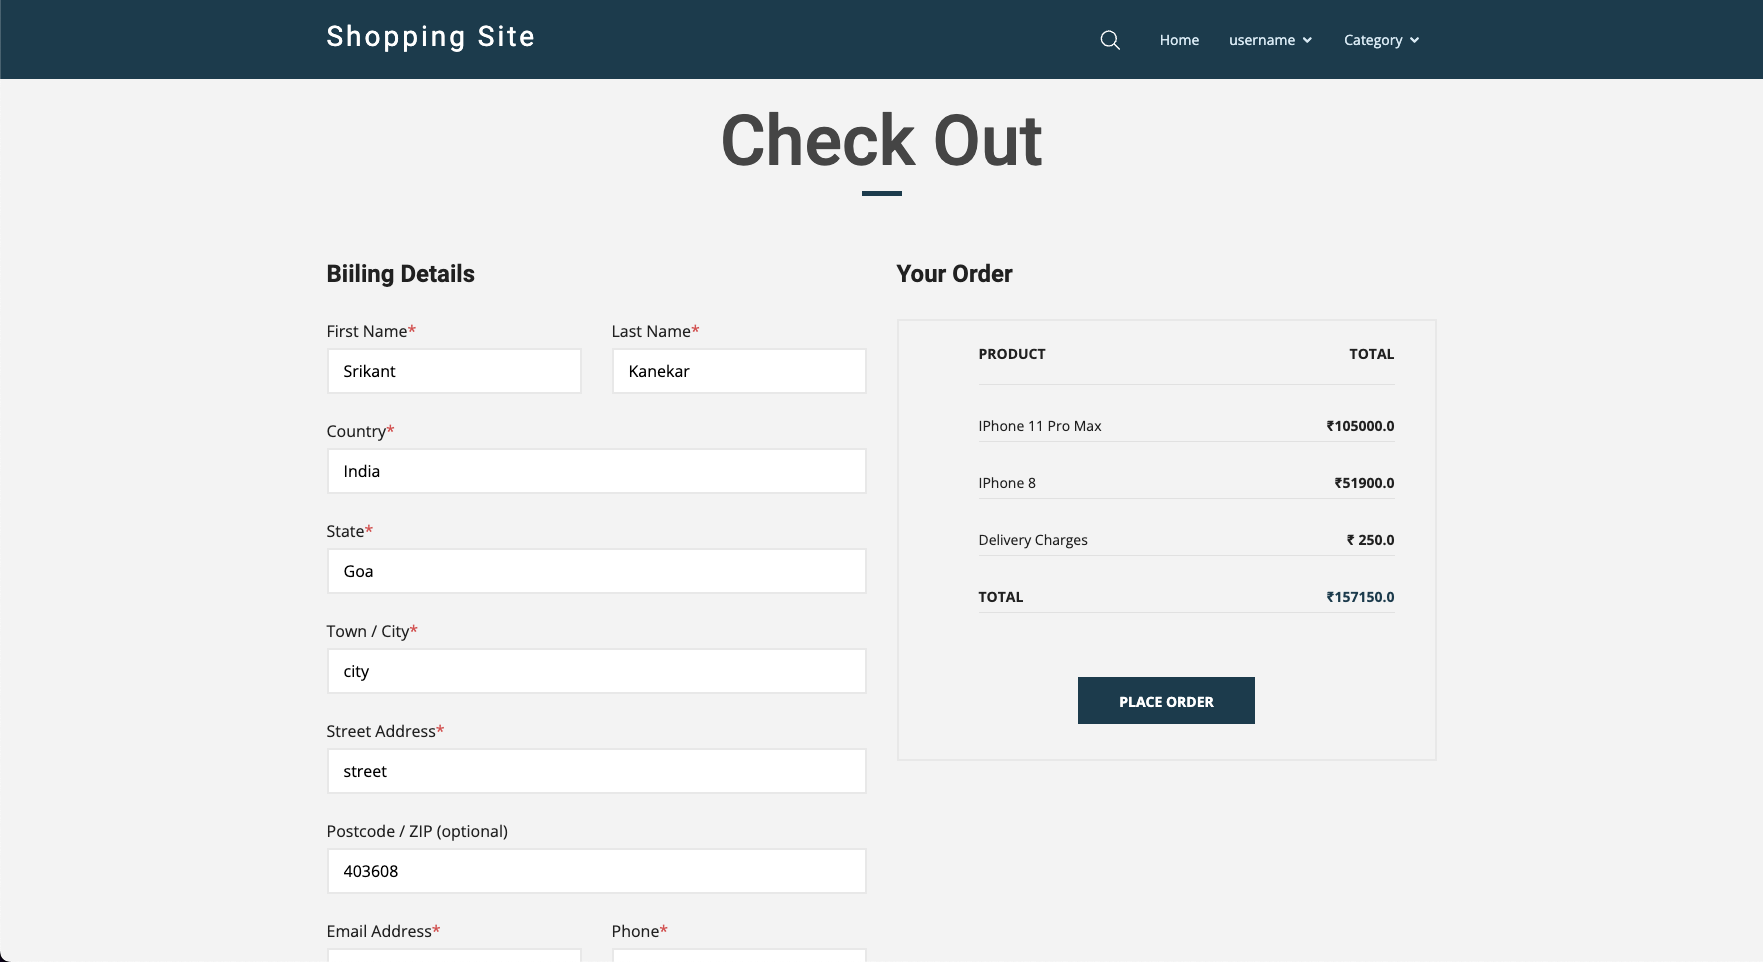 Shopping Site
Home username Category
Check Out
Biiling Details
First Name* Last Name*
Srikant Kanekar
Country*
India
State*
Goa
Town / City*
city
Street Address*
street
Postcode / ZIP (optional)
403608
Email Address* Phone*
Your Order
PRODUCT TOTAL
IPhone 11 Pro Max ₹105000.0
IPhone 8 ₹51900.0
Delivery Charges ₹ 250.0
TOTAL ₹157150.0
PLACE ORDER